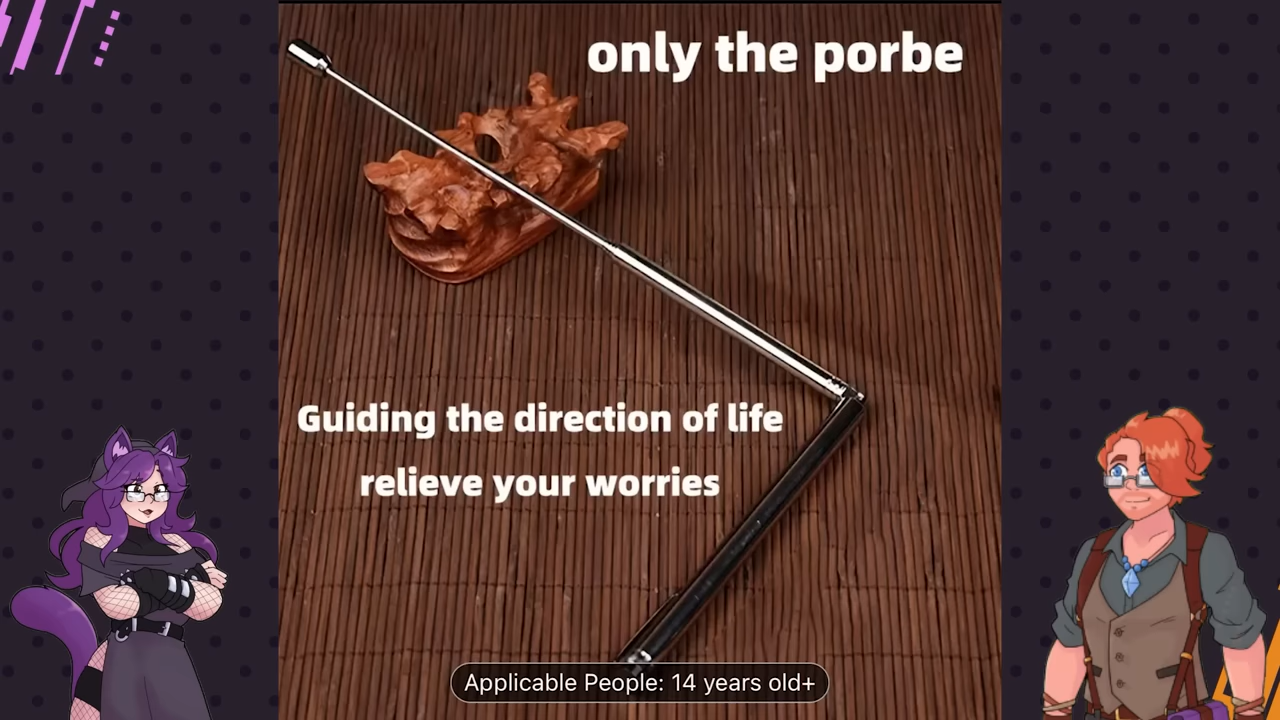 only the porbe
Guiding the direction of life
relieve your worries
Applicable People: 14 years old+